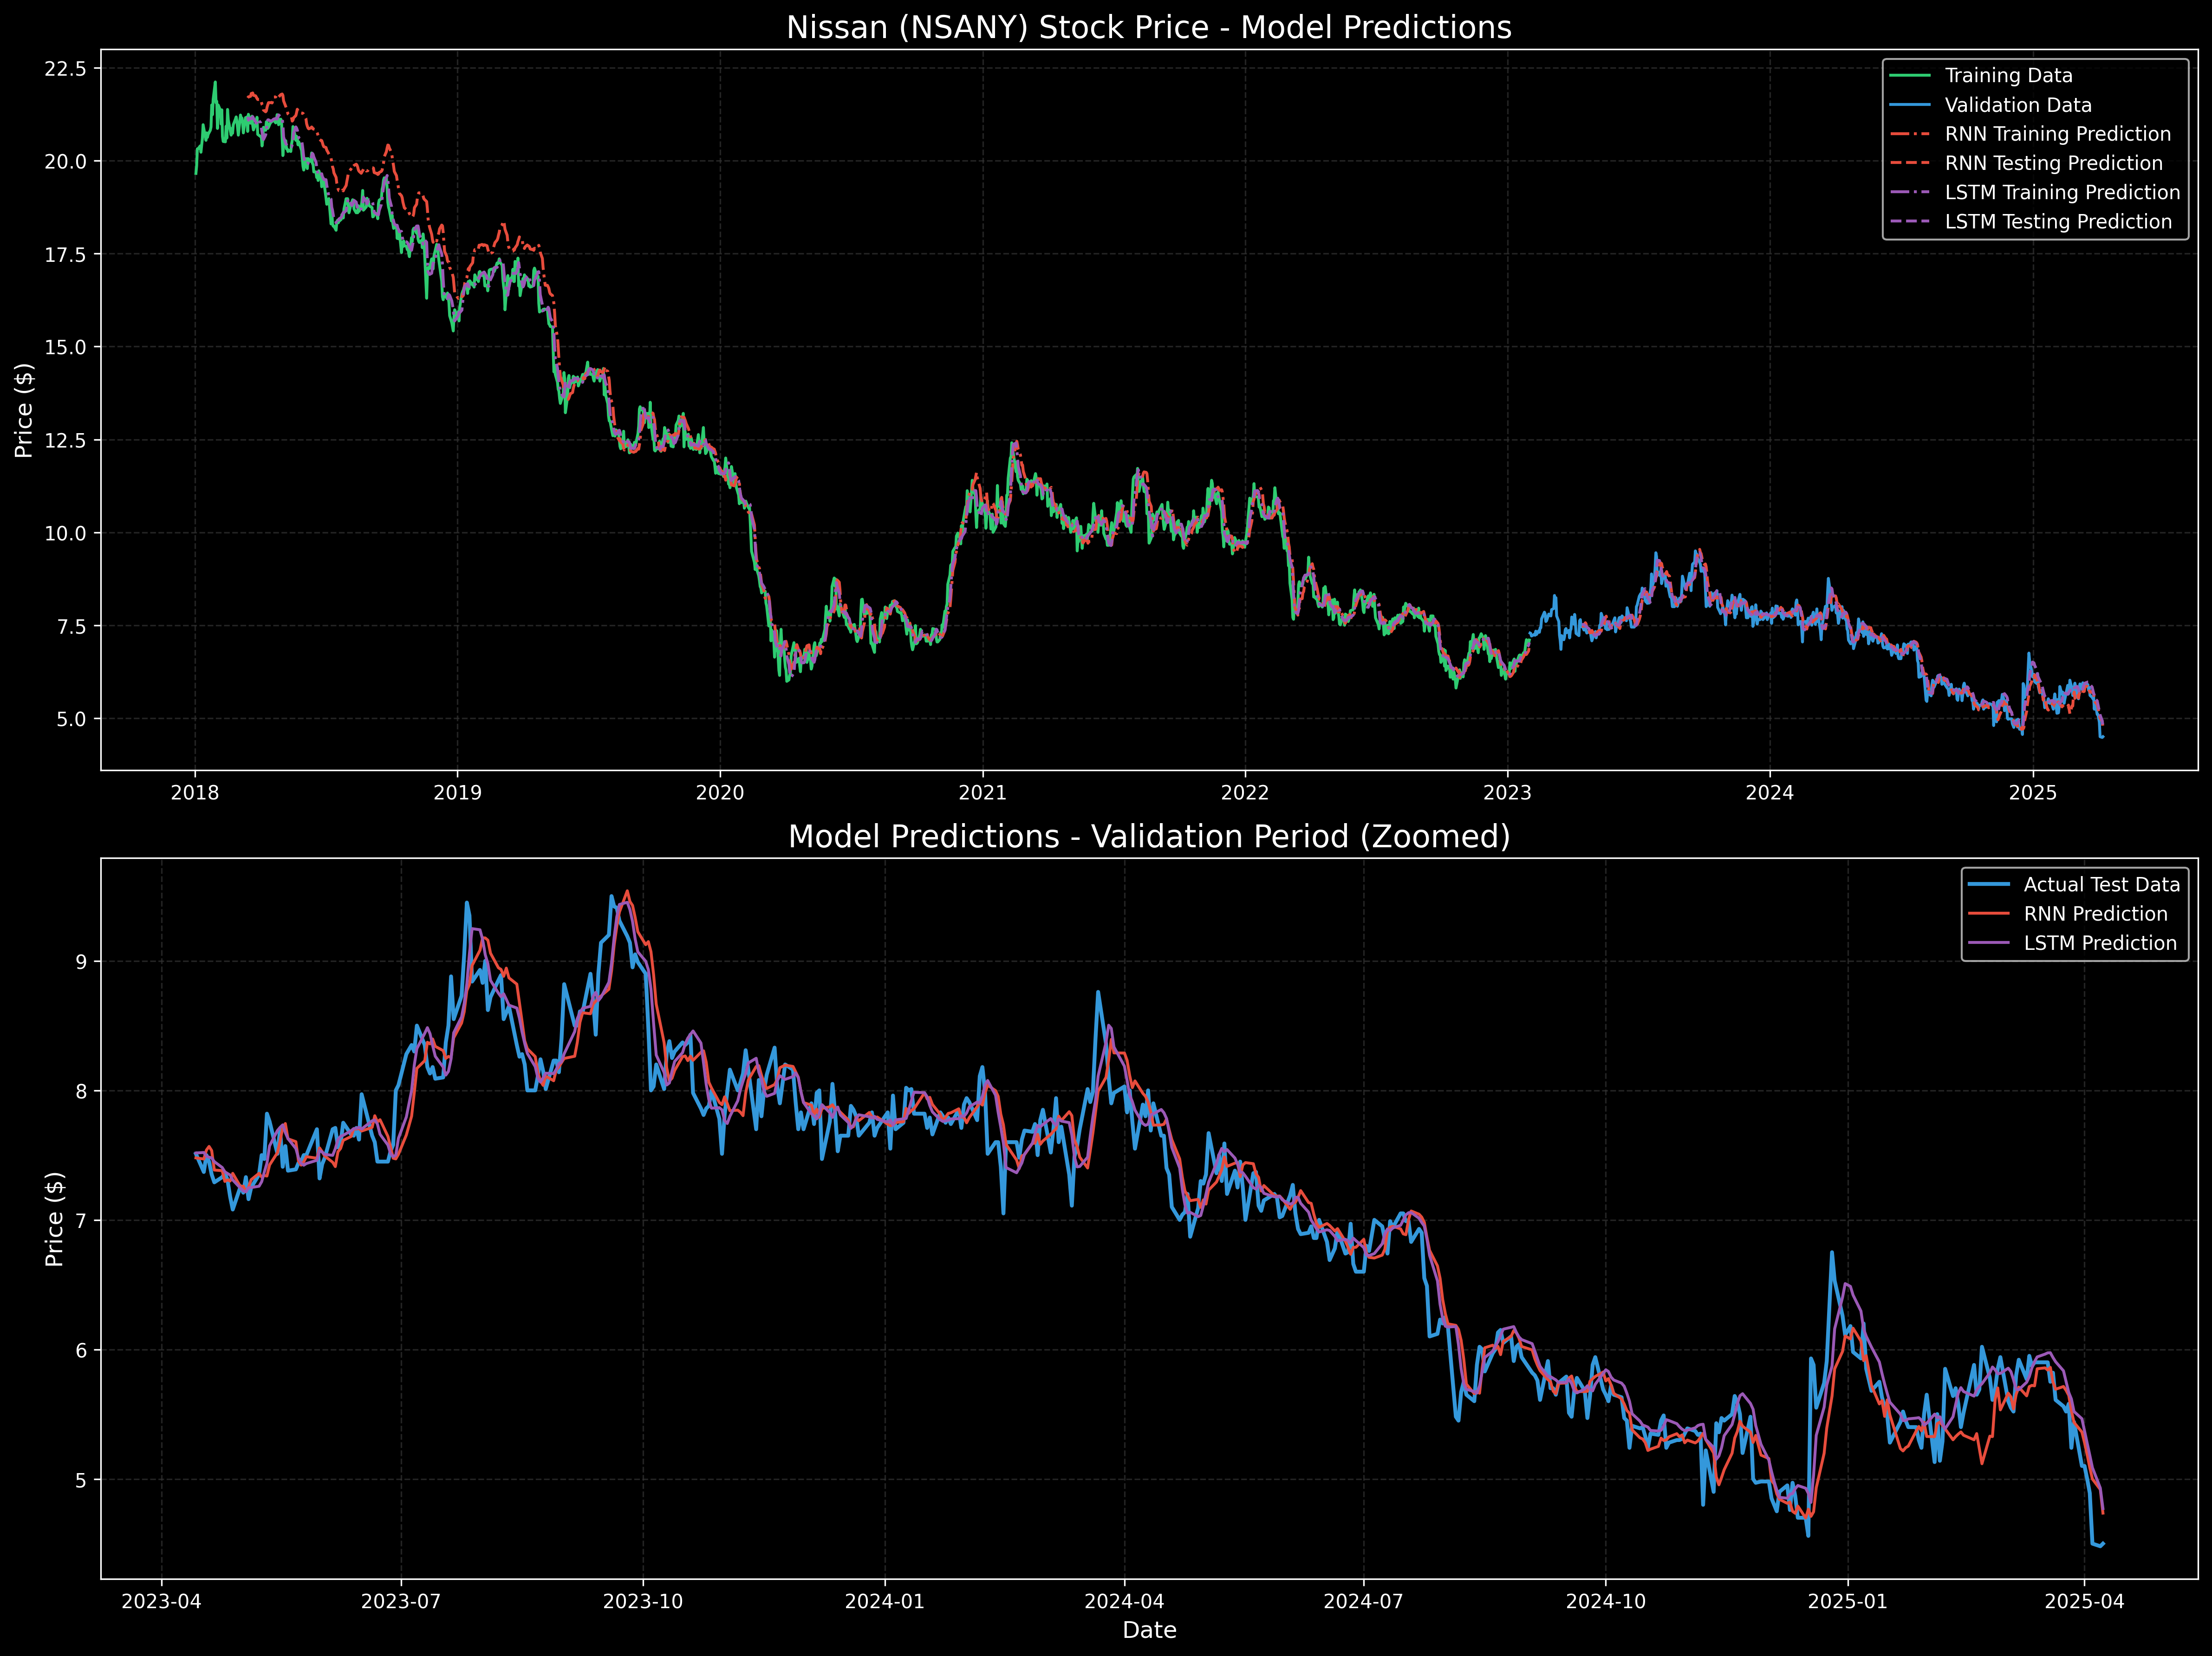 Nissan (NSANY) Stock Price - Model Predictions
Price ($)
22.5
20.0
17.5
15.0
12.5
10.0
7.5
5.0
Training Data
Validation Data
RNN Training Prediction
RNN Testing Prediction
LSTM Training Prediction
LSTM Testing Prediction
2018 2019 2020 2021 2022 2023 2024 2025
Model Predictions - Validation Period (Zoomed)
Price ($)
9
8
7
6
5
Actual Test Data
RNN Prediction
LSTM Prediction
2023-04 2023-07 2023-10 2024-01 2024-04 2024-07 2024-10 2025-01 2025-04
Date